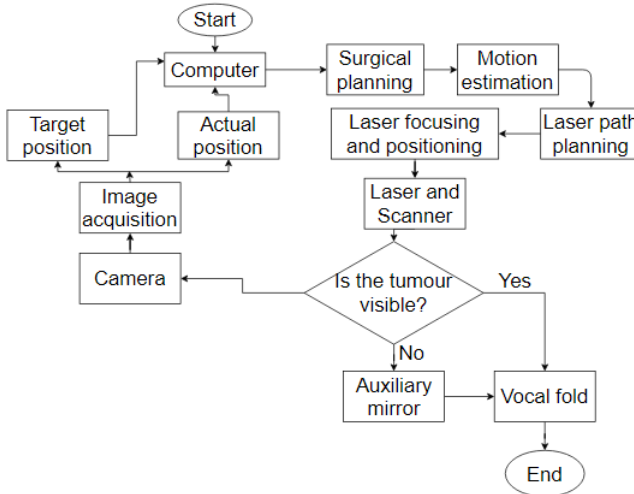 Start
Computer
Surgical
planning
Motion
estimation
Target
position
Actual
position
Laser focusing
and positioning
Laser path
planning
Image
acquisition
Laser and
Scanner
Camera
Is the tumour
visible?
Yes
No
Auxiliary
mirror
Vocal fold
End